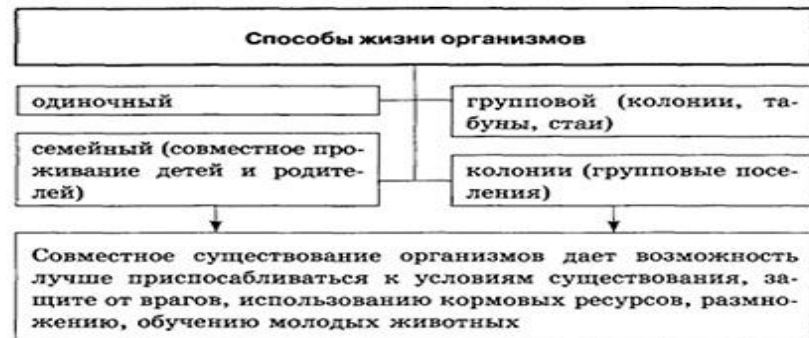 Способы жизни организмов
одиночный
групповой (колонии, та-
буны, стаи)
семейный (совместное про-
живание детей и родите-
лей)
колонии (групповые посе-
ления)
Совместное существование организмов дает возможность
лучше приспосабливаться к условиям существования, за-
щите от врагов, использованию кормовых ресурсов, размно-
жению, обучению молодых животных